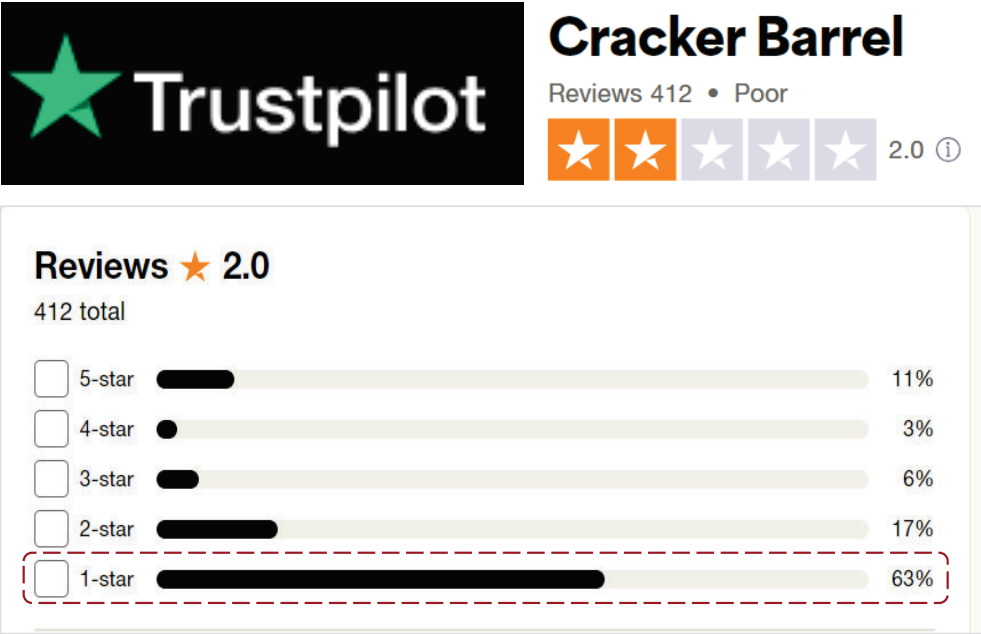 Trustpilot
Cracker Barrel
Reviews 412 • Poor
2.0
Reviews 2.0
412 total
5-star 11%
4-star 3%
3-star 6%
2-star 17%
1-star 63%